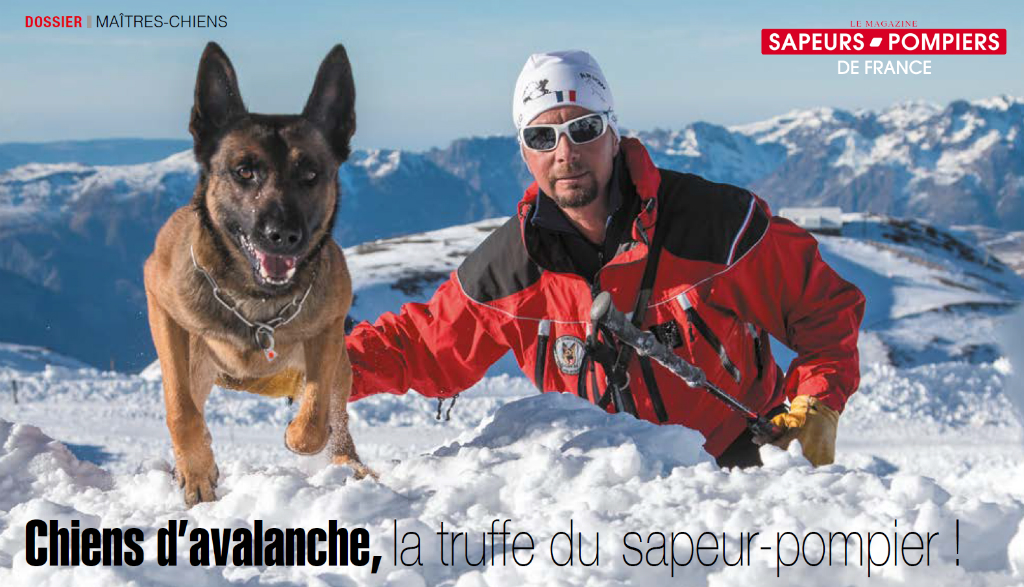 DOSSIER | MAÎTRES-CHIENS
LE MAGAZINE
SAPEURS-POMPIERS
DE FRANCE
Chiens d'avalanche, la truffe du sapeur-pompier !